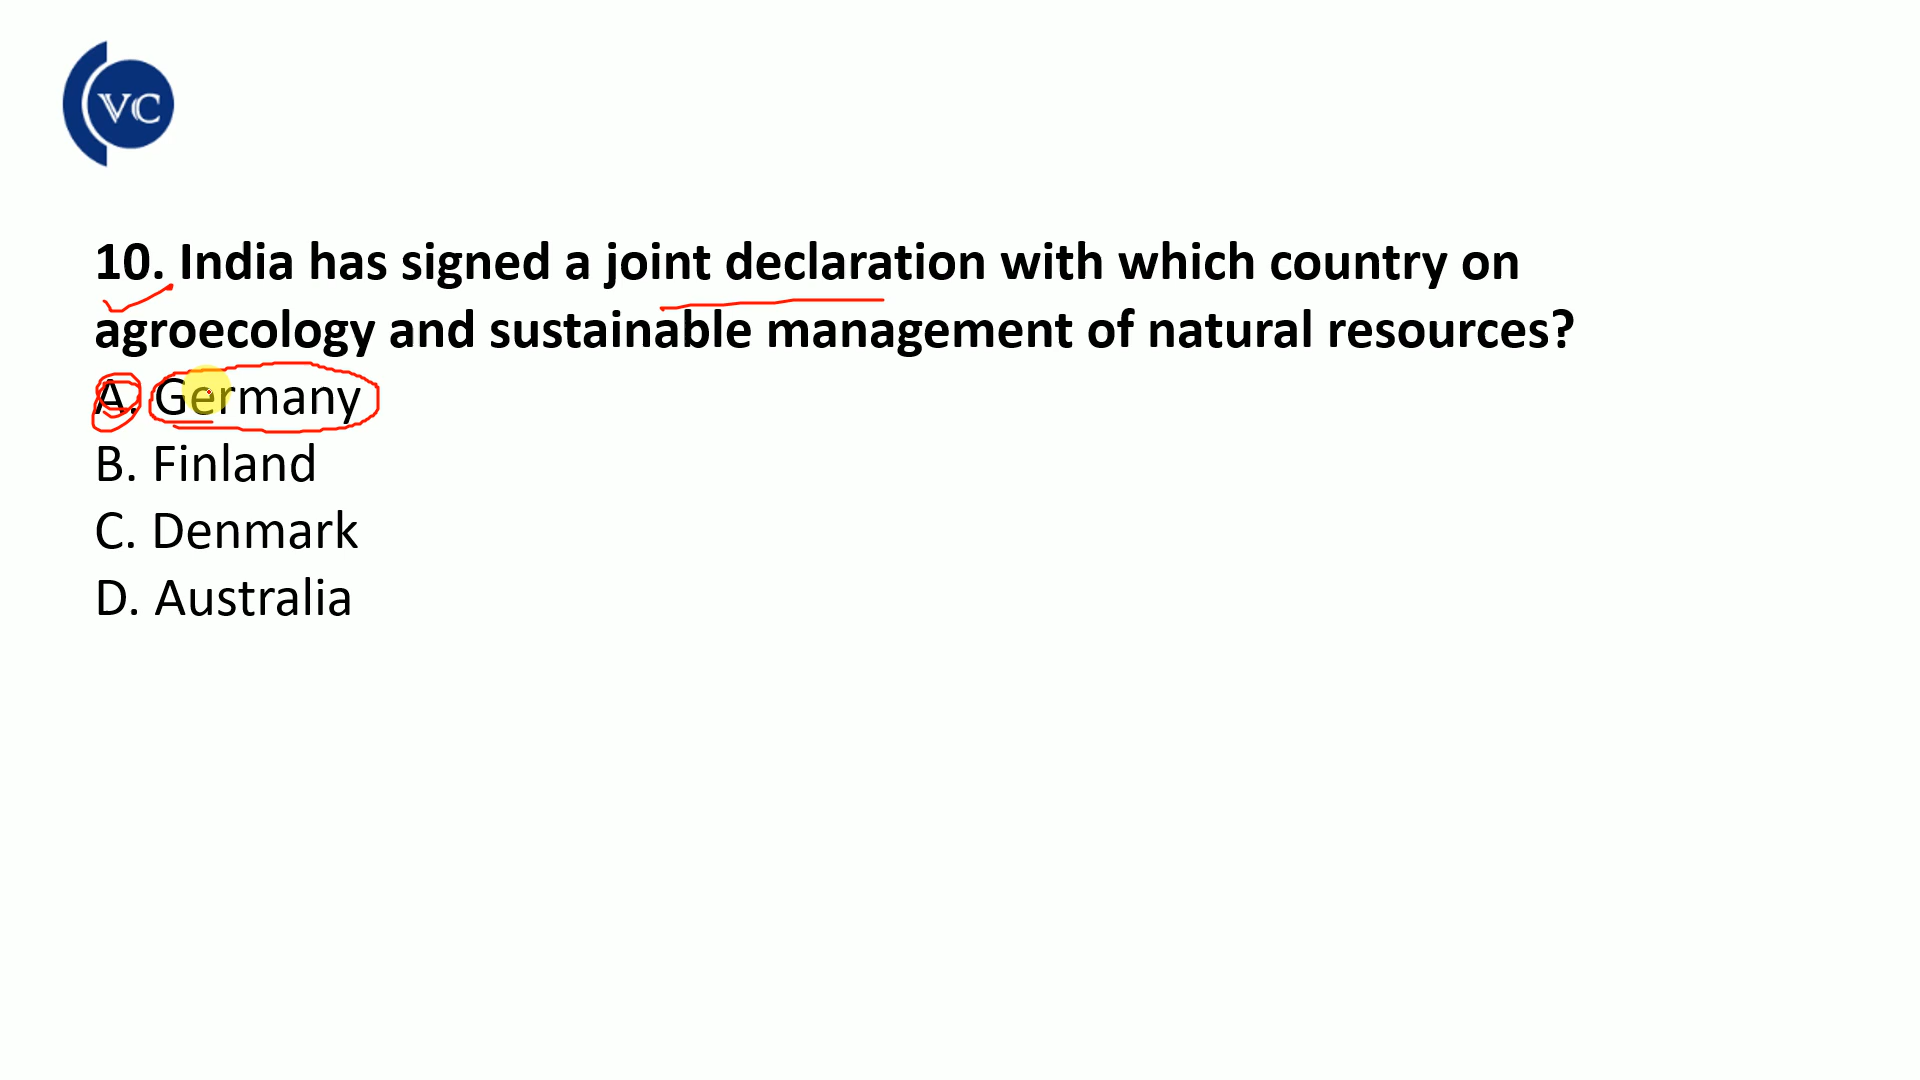 VC
10. India has signed a joint declaration with which country on
agroecology and sustainable management of natural resources?
A. Germany
B. Finland
C. Denmark
D. Australia